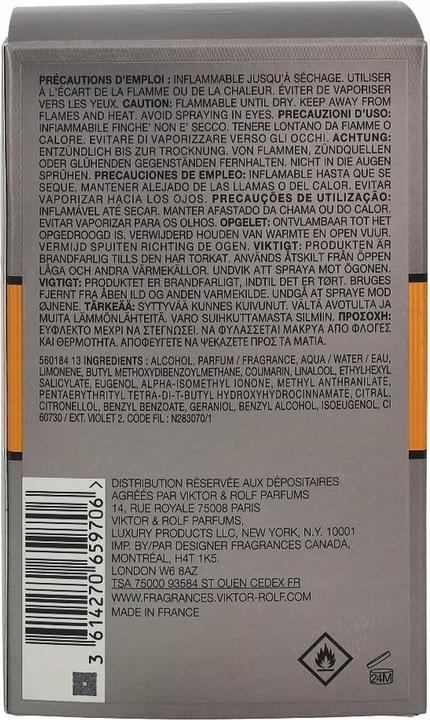 PRÉCAUTIONS D'EMPLOI : INFLAMMABLE JUSQU'À SÉCHAGE. UTILISER
À L'ÉCART DE LA FLAMME OU DE LA CHALEUR. ÉVITER DE VAPORISER
VERS LES YEUX. CAUTION: FLAMMABLE UNTIL DRY. KEEP AWAY FROM
FLAMES AND HEAT. AVOID SPRAYING IN EYES. PRECAUZIONI D'USO:
INFIAMMABILE FINCHE' NON E' SECCO. TENERE LONTANO DA FIAMME O
CALORE. EVITARE DI VAPORIZZARE VERSO GLI OCCHI. ACHTUNG:
ENTZÜNDLICH BIS ZUR TROCKNUNG. VON FLAMMEN, ZÜNDQUELLEN
ODER GLÜHENDEN GEGENSTÄNDEN FERNHALTEN. NICHT IN DIE AUGEN
SPRÜHEN. PRECAUCIONES DE EMPLEO: INFLAMABLE HASTA QUE SE
SEQUE. MANTENER ALEJADO DE LAS LLAMAS O DEL CALOR. EVITAR
VAPORIZAR HACIA LOS OJOS. PRECAUÇÕES DE UTILIZAÇÃO:
INFLAMÁVEL ATÉ SECAR. MANTER AFASTADO DA CHAMA OU DO CALOR.
EVITAR VAPORIZAR PARA OS OLHOS. OPGELET: ONTVLAMBAAR TOT HET
OPGEDROOGD IS. VERWIJDERD HOUDEN VAN WARMTE EN OPEN VUUR.
VERMIJD SPUITEN RICHTING DE OGEN. VIKTIGT: PRODUKTEN ÄR
BRANDFARLIG TILLS DEN HAR TORKAT. ANVÄNDS ÅTSKILT FRÅN ÖPPEN
LÅGA OCH ANDRA VÄRMEKÄLLOR. UNDVIK ATT SPRAYA MOT ÖGONEN.
VIGTIGT: PRODUKTET ER BRANDFARLIGT, INDTIL DET ER TØRT. BRUGES
FJERNT FRA ÅBEN ILD OG ANDEN VARMEKILDE. UNDGÅ AT SPRAYE MOD
ØJNENE. TÄRKEÄÄ: SYTTYVÄÄ KUNNES KUIVUNUT. VÄLTÄ AVOTULTA JA
MUITA LÄMMÖNLÄHTEITÄ. VARO SUIHKUTTAMASTA SILMIIN. ΠΡΟΣΟΧΗ:
ΕΥΦΛΕΚΤΟ ΜΕΧΡΙ ΝΑ ΣΤΕΓΝΩΣΕΙ. ΝΑ ΦΥΛΑΣΣΕΤΑΙ ΜΑΚΡΥΑ ΑΠΟ ΦΛΟΓΕΣ
ΚΑΙ ΘΕΡΜΟΤΗΤΑ. ΑΠΟΦΕΥΓΕΤΕ ΝΑ ΨΕΚΑΖΕΤΕ ΠΡΟΣ ΤΑ ΜΑΤΙΑ.
560184 13 INGREDIENTS : ALCOHOL, PARFUM / FRAGRANCE, AQUA / WATER / EAU,
LIMONENE, BUTYL METHOXYDIBENZOYLMETHANE, COUMARIN, LINALOOL, ETHYLHEXYL
SALICYLATE, EUGENOL, ALPHA-ISOMETHYL IONONE, METHYL ANTHRANILATE,
PENTAERYTHRITYL TETRA-DI-T-BUTYL HYDROXYHYDROCINNAMATE, CITRAL,
CITRONELLOL, BENZYL BENZOATE, GERANIOL, BENZYL ALCOHOL, ISOEUGENOL, CI
60730 / EXT. VIOLET 2. CODE FIL : N283070/1
DISTRIBUTION RÉSERVÉE AUX DÉPOSITAIRES
AGRÉÉS PAR VIKTOR & ROLF PARFUMS
14, RUE ROYALE 75008 PARIS
VIKTOR & ROLF PARFUMS,
LUXURY PRODUCTS LLC, NEW YORK, N.Y. 10001
IMP. BY/PAR DESIGNER FRAGRANCES CANADA,
MONTRÉAL, H4T 1K5.
LONDON W6 8AZ
TSA 75000 93584 ST OUEN CEDEX FR
WWW.FRAGRANCES.VIKTOR-ROLF.COM
MADE IN FRANCE
3 614270 659706 >
24M